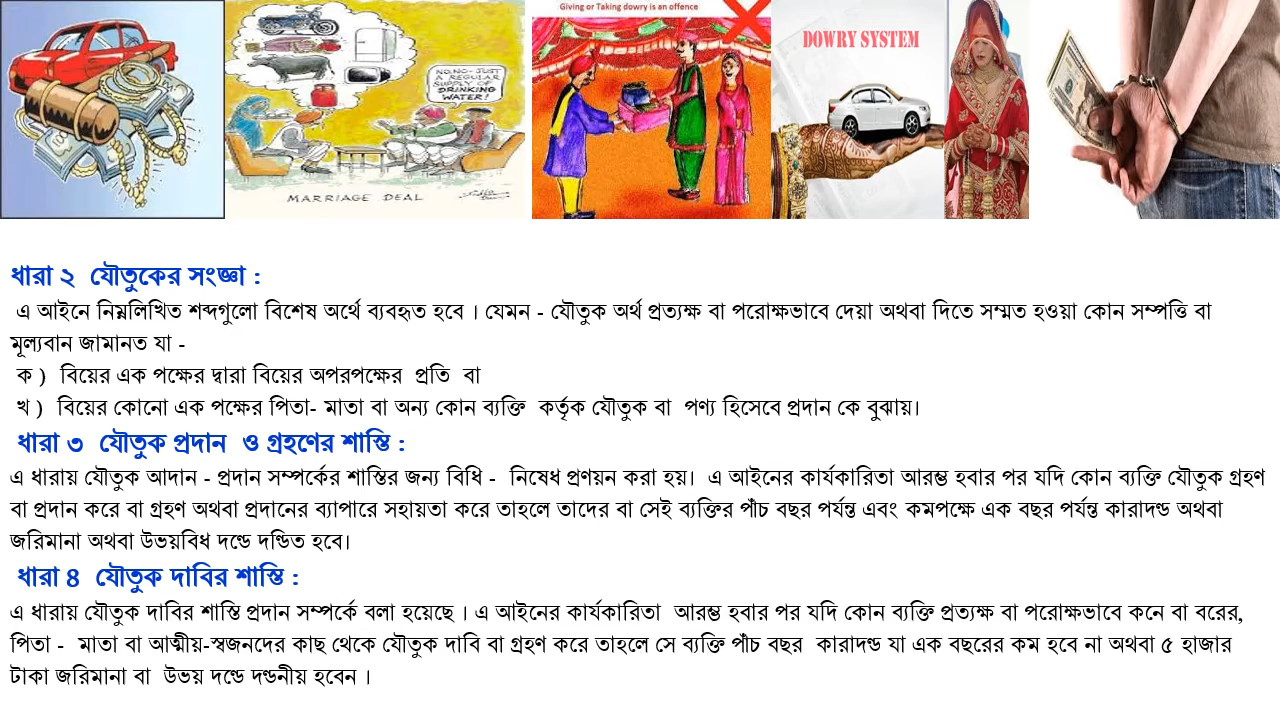 Giving or Taking dowry is an offence
NO.NO-JUST
A REGULAR
SUPPLY OF
DRINKING
WATER!
MARRIAGE DEAL
DOWRY SYSTEM
ধারা ২ যৌতুকের সংজ্ঞা :
এ আইনে নিম্নলিখিত শব্দগুলো বিশেষ অর্থে ব্যবহৃত হবে । যেমন - যৌতুক অর্থ প্রত্যক্ষ বা পরোক্ষভাবে দেয়া অথবা দিতে সম্মত হওয়া কোন সম্পত্তি বা
মূল্যবান জামানত যা -
ক ) বিয়ের এক পক্ষের দ্বারা বিয়ের অপরপক্ষের প্রতি বা
খ ) বিয়ের কোনো এক পক্ষের পিতা- মাতা বা অন্য কোন ব্যক্তি কর্তৃক যৌতুক বা পণ্য হিসেবে প্রদান কে বুঝায়।
ধারা ৩ যৌতুক প্রদান ও গ্রহণের শাস্তি :
এ ধারায় যৌতুক আদান - প্রদান সম্পর্কের শাস্তির জন্য বিধি - নিষেধ প্রণয়ন করা হয়। এ আইনের কার্যকারিতা আরম্ভ হবার পর যদি কোন ব্যক্তি যৌতুক গ্রহণ
বা প্রদান করে বা গ্রহণ অথবা প্রদানের ব্যাপারে সহায়তা করে তাহলে তাদের বা সেই ব্যক্তির পাঁচ বছর পর্যন্ত এবং কমপক্ষে এক বছর পর্যন্ত কারাদন্ড অথবা
জরিমানা অথবা উভয়বিধ দন্ডে দন্ডিত হবে।
ধারা ৪ যৌতুক দাবির শাস্তি :
এ ধারায় যৌতুক দাবির শাস্তি প্রদান সম্পর্কে বলা হয়েছে । এ আইনের কার্যকারিতা আরম্ভ হবার পর যদি কোন ব্যক্তি প্রত্যক্ষ বা পরোক্ষভাবে কনে বা বরের,
পিতা - মাতা বা আত্মীয়-স্বজনদের কাছ থেকে যৌতুক দাবি বা গ্রহণ করে তাহলে সে ব্যক্তি পাঁচ বছর কারাদন্ড যা এক বছরের কম হবে না অথবা ৫ হাজার
টাকা জরিমানা বা উভয় দন্ডে দন্ডনীয় হবেন ।